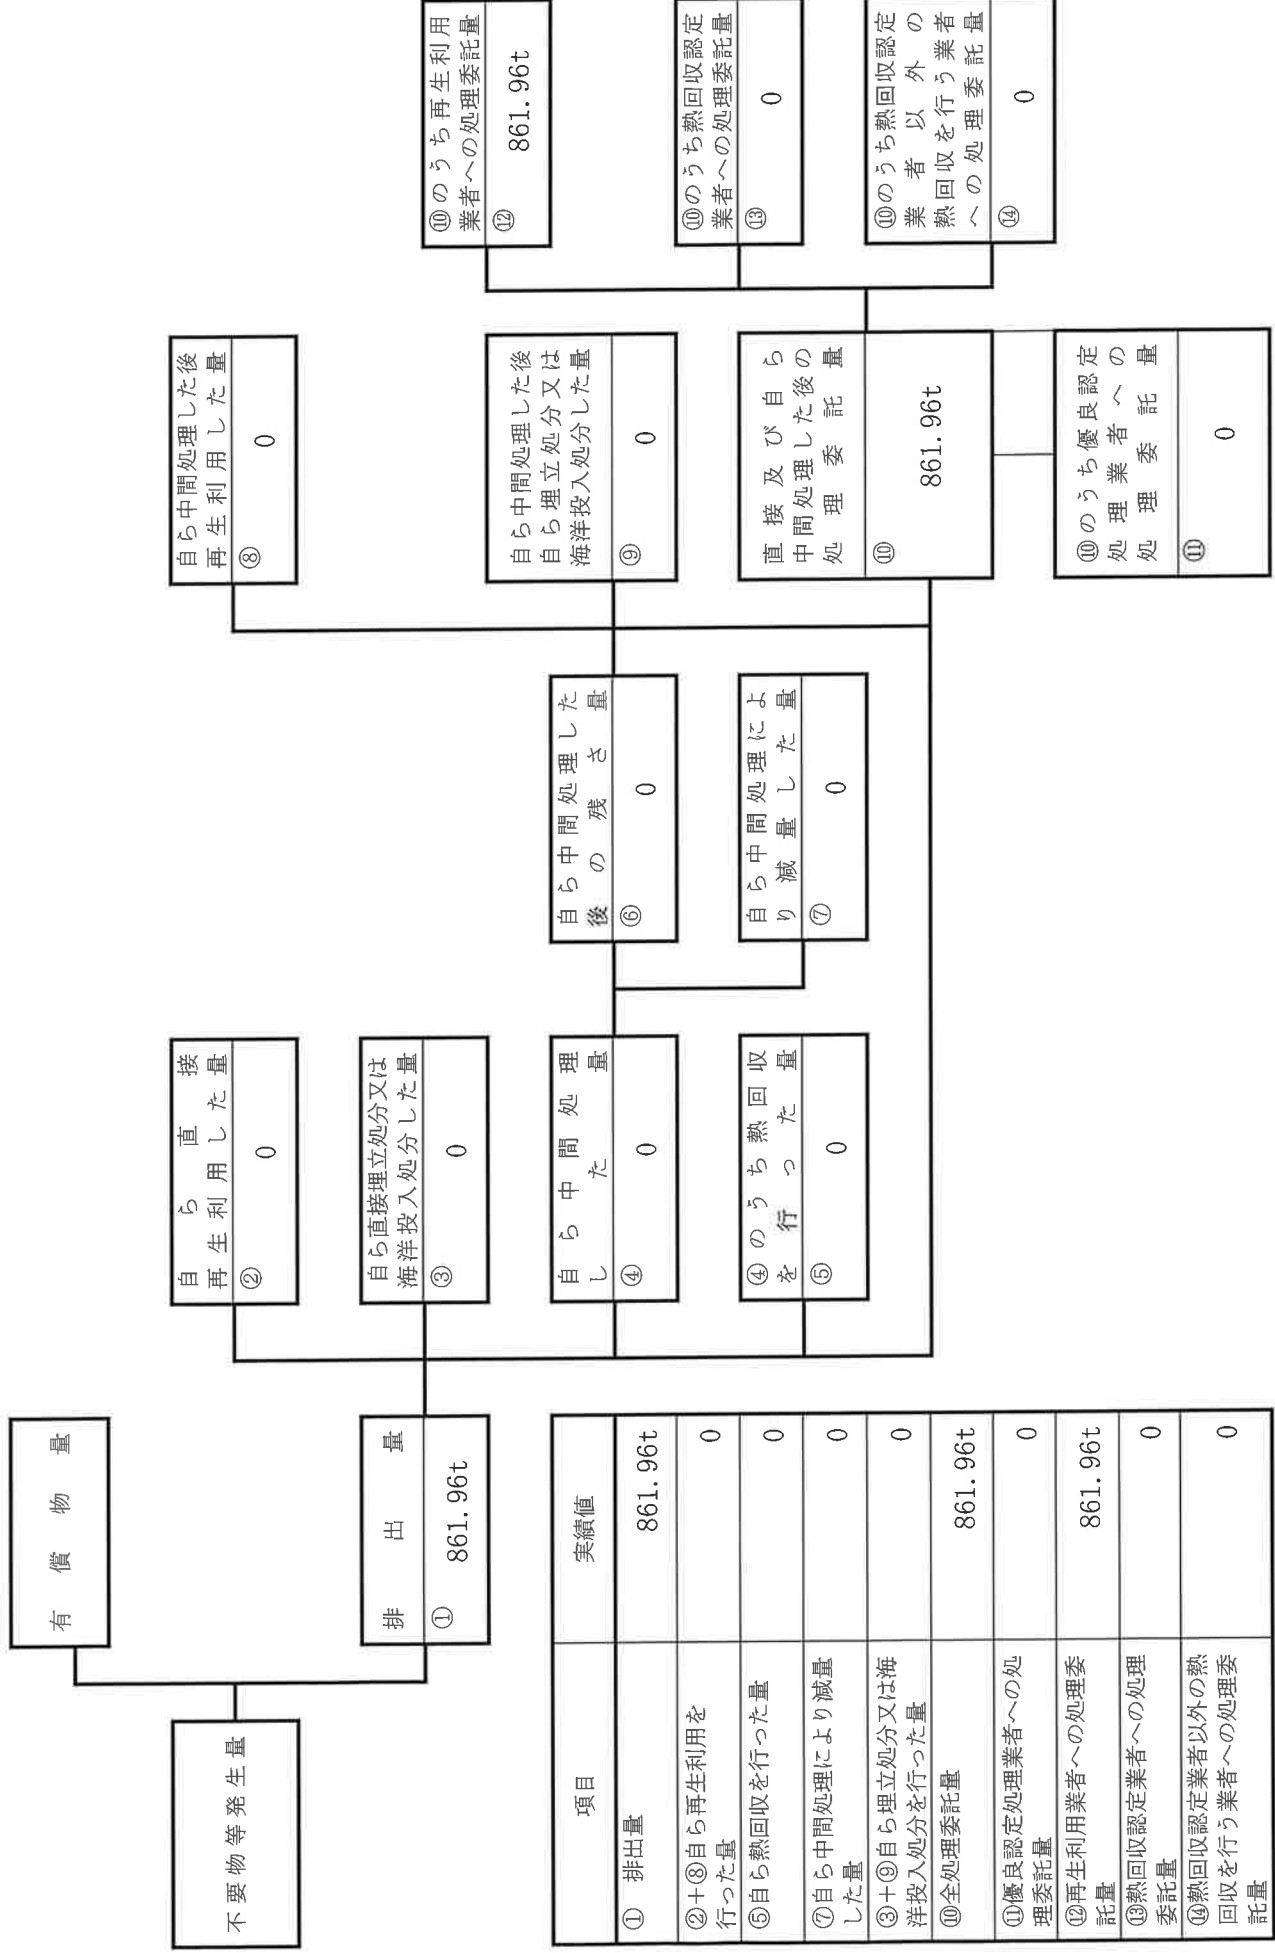 不要物等発生量
有償物量
排出量
① 861.96t
自ら直接
再生利用した量
② 0
自ら直接埋立処分又は
海洋投入処分した量
③ 0
自ら中間処理
した量
④ 0
④のうち熱回収
を行った量
⑤ 0
自ら中間処理した
後の残さ量
⑥ 0
自ら中間処理によ
り減量した量
⑦ 0
自ら中間処理した後
再生利用した量
⑧ 0
自ら中間処理した後
自ら埋立処分又は
海洋投入処分した量
⑨ 0
直接及び自ら
中間処理した後の
処理委託量
⑩ 861.96t
⑩のうち優良認定
処理業者への
処理委託量
⑪ 0
⑩のうち再生利用
業者への処理委託量
⑫ 861.96t
⑩のうち熱回収認定
業者への処理委託量
⑬ 0
⑩のうち熱回収認定
業者以外の
熱回収を行う業者
への処理委託量
⑭ 0
項目 実績値
① 排出量 861.96t
②+⑧自ら再生利用を
行った量 0
⑤自ら熱回収を行った量 0
⑦自ら中間処理により減量
した量 0
③+⑨自ら埋立処分又は海
洋投入処分を行った量 0
⑩全処理委託量 861.96t
⑪優良認定処理業者への処
理委託量 0
⑫再生利用業者への処理委
託量 861.96t
⑬熱回収認定業者への処理
委託量 0
⑭熱回収認定業者以外の熱
回収を行う業者への処理委
託量 0